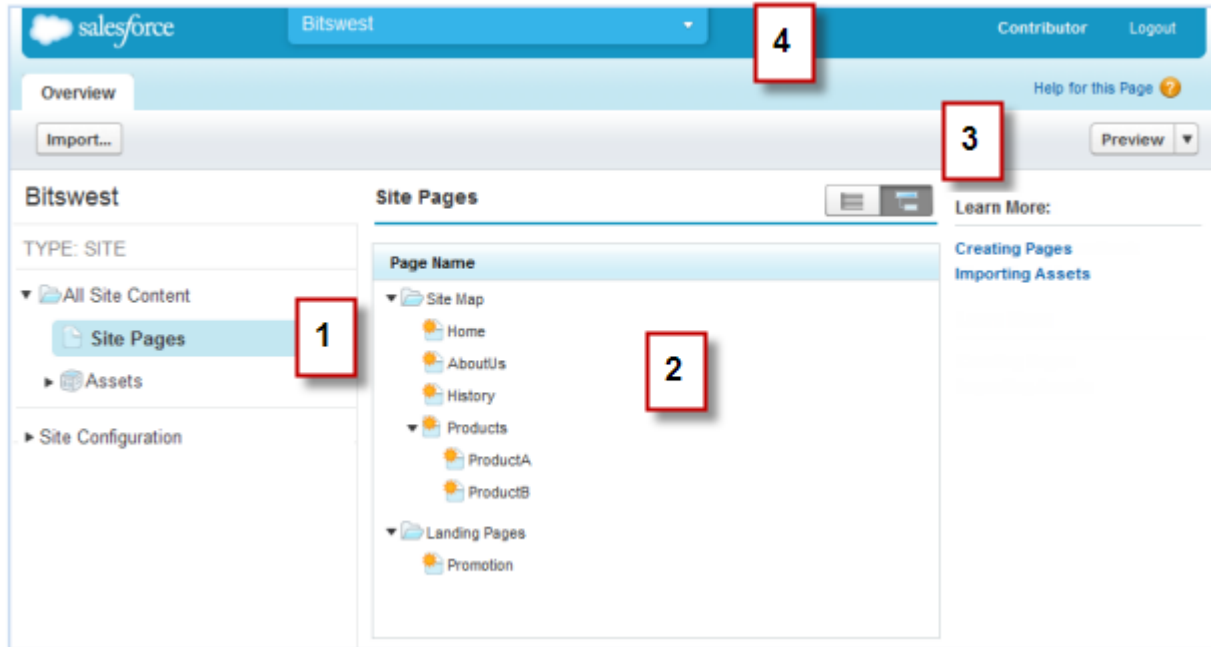 salesforce
Bitswest
4
Contributor
Logout
Overview
Help for this Page ?
Import...
3
Preview
Bitswest
Site Pages
Learn More:
TYPE: SITE
Page Name
Creating Pages
Importing Assets
All Site Content
Site Pages
1
Assets
Site Configuration
Site Map
Home
AboutUs
2
History
Products
ProductA
ProductB
Landing Pages
Promotion